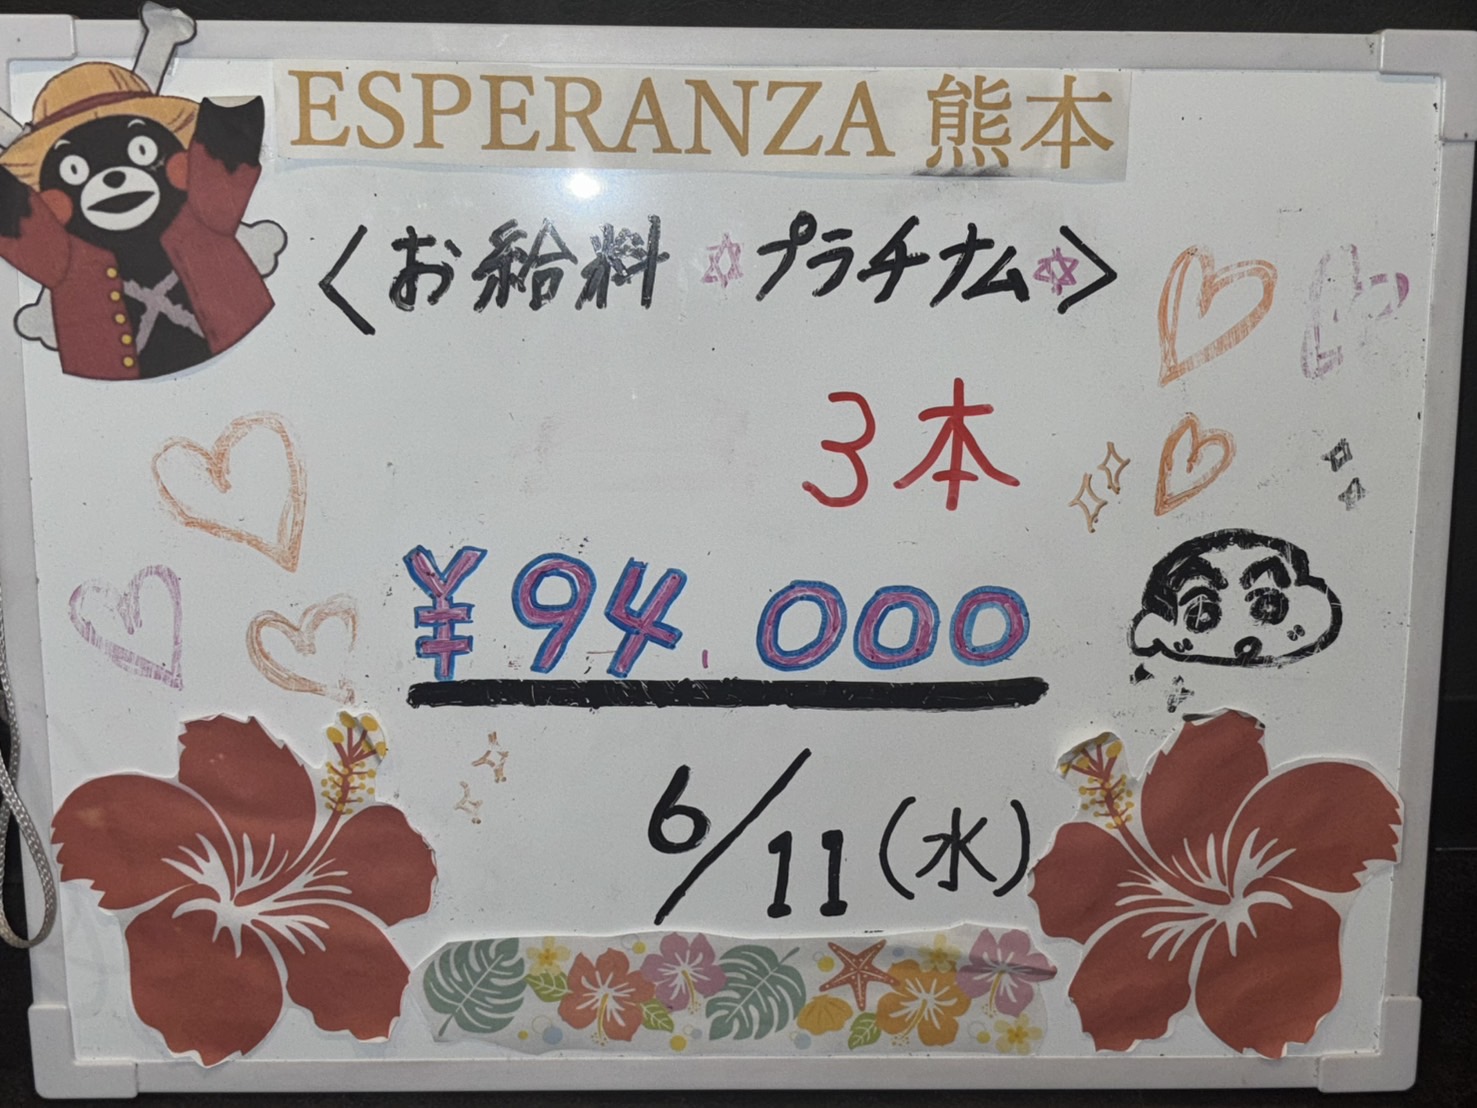 ESPERANZA 熊本
〈お給料 ✡プラチナム✡〉
3本
¥94.000
6/11(水)